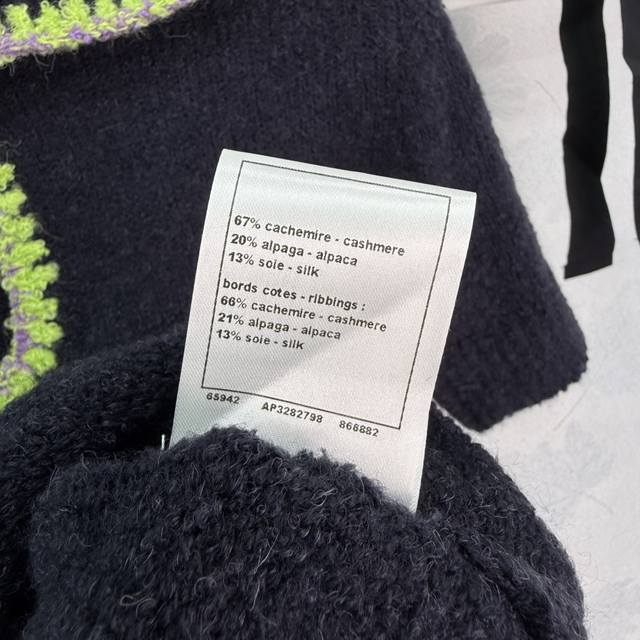 67% cachemire - cashmere
20% alpaga - alpaca
13% soie - silk
bords cotes - ribbings :
66% cachemire - cashmere
21% alpaga - alpaca
13% soie - silk
65942 AP3282798 866882